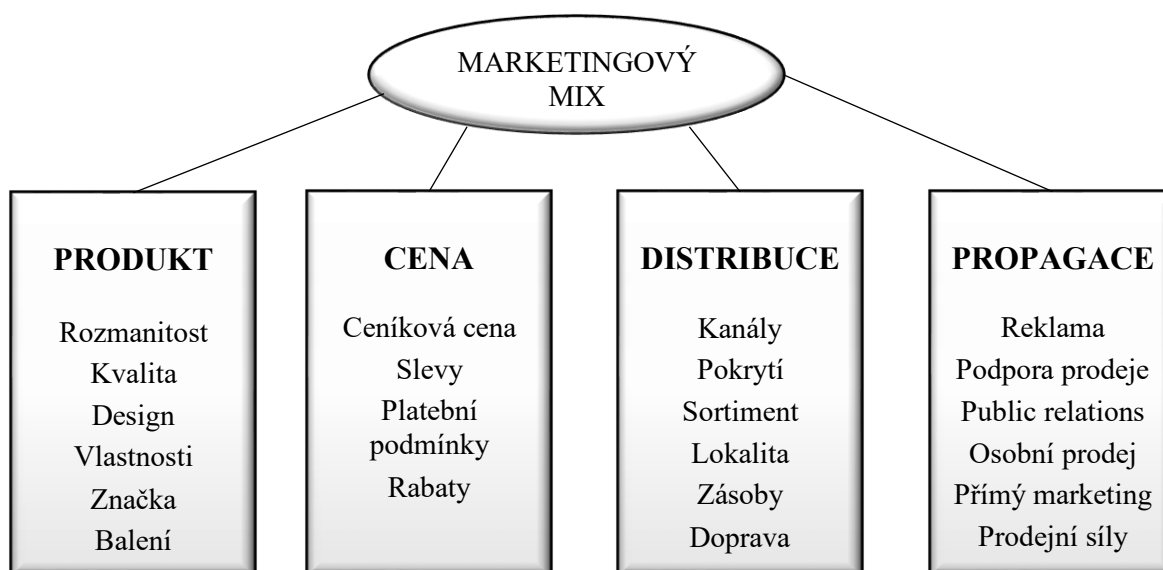 MARKETINGOVÝ
MIX
PRODUKT
Rozmanitost
Kvalita
Design
Vlastnosti
Značka
Balení
CENA
Ceníková cena
Slevy
Platební
podmínky
Rabaty
DISTRIBUCE
Kanály
Pokrytí
Sortiment
Lokalita
Zásoby
Doprava
PROPAGACE
Reklama
Podpora prodeje
Public relations
Osobní prodej
Přímý marketing
Prodejní síly